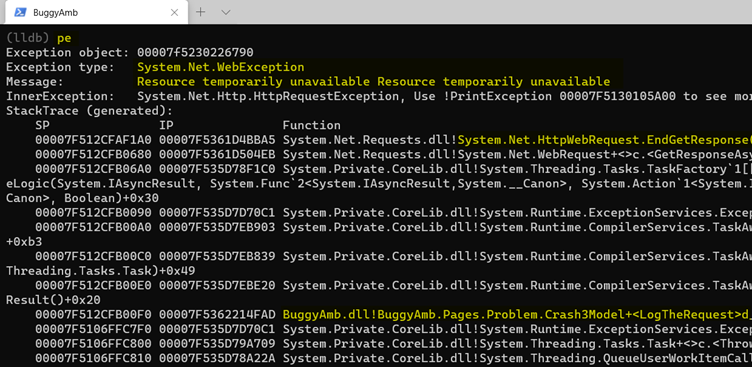 BuggyAmb
(lldb) pe
Exception object: 00007f5230226790
Exception type:   System.Net.WebException
Message:          Resource temporarily unavailable Resource temporarily unavailable
InnerException:   System.Net.Http.HttpRequestException, Use !PrintException 00007F5130105A00 to see mor
StackTrace (generated):
    SP               IP               Function
    00007F512CFAF1A0 00007F5361D4BBA5 System.Net.Requests.dll!System.Net.HttpWebRequest.EndGetResponse(
    00007F512CFB0680 00007F5361D504EB System.Net.Requests.dll!System.Net.WebRequest+<>c.<GetResponseAsy
    00007F512CFB06A0 00007F535D78F1C0 System.Private.CoreLib.dll!System.Threading.Tasks.TaskFactory`1[[
eLogic(System.IAsyncResult, System.Func`2<System.IAsyncResult,System.__Canon>, System.Action`1<System.I
Canon>, Boolean)+0x30
    00007F512CFB0090 00007F535D7D70C1 System.Private.CoreLib.dll!System.Runtime.ExceptionServices.Excep
    00007F512CFB00A0 00007F535D7EB903 System.Private.CoreLib.dll!System.Runtime.CompilerServices.TaskAw
+0xb3
    00007F512CFB00C0 00007F535D7EB839 System.Private.CoreLib.dll!System.Runtime.CompilerServices.TaskAw
Threading.Tasks.Task)+0x49
    00007F512CFB00E0 00007F535D7EBE20 System.Private.CoreLib.dll!System.Runtime.CompilerServices.TaskAw
Result()+0x20
    00007F512CFB00F0 00007F5362214FAD BuggyAmb.dll!BuggyAmb.Pages.Problem.Crash3Model+<LogTheRequest>d_
    00007F5106FFC7F0 00007F535D7D70C1 System.Private.CoreLib.dll!System.Runtime.ExceptionServices.Excep
    00007F5106FFC800 00007F535D79A709 System.Private.CoreLib.dll!System.Threading.Tasks.Task+<>c.<Throw
    00007F5106FFC810 00007F535D78A22A System.Private.CoreLib.dll!System.Threading.QueueUserWorkItemCall